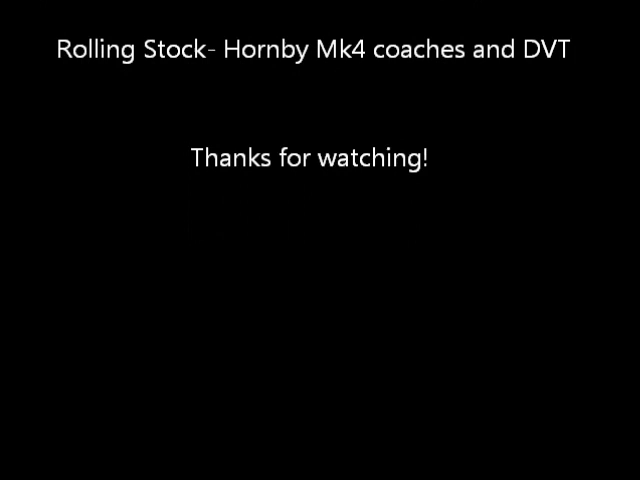 Rolling Stock- Hornby Mk4 coaches and DVT
Thanks for watching!